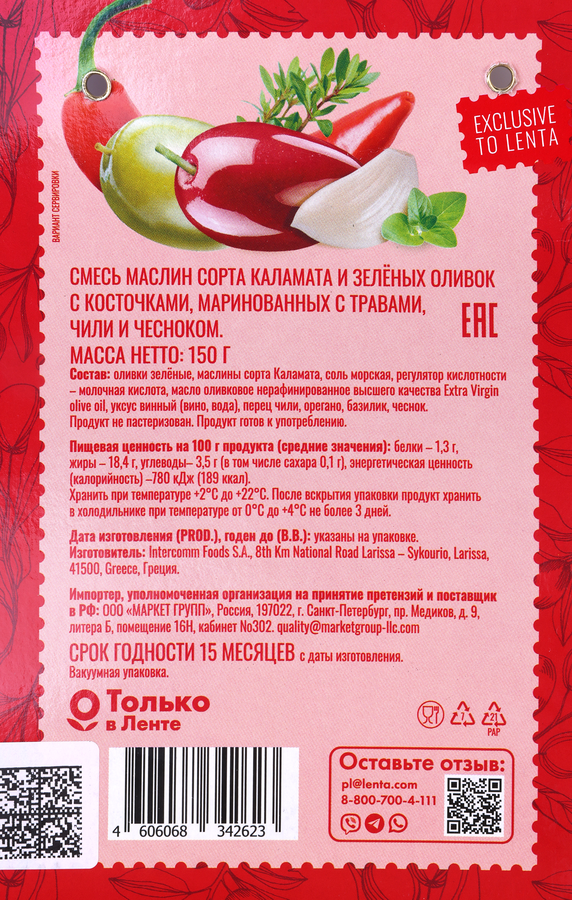 EXCLUSIVE
TO LENTA
ВАРИАНТ СЕРВИРОВКИ
СМЕСЬ МАСЛИН СОРТА КАЛАМАТА И ЗЕЛЁНЫХ ОЛИВОК
С КОСТОЧКАМИ, МАРИНОВАННЫХ С ТРАВАМИ,
ЧИЛИ И ЧЕСНОКОМ.
EAC
МАССА НЕТТО: 150 Г
Состав: оливки зелёные, маслины сорта Каламата, соль морская, регулятор кислотности
– молочная кислота, масло оливковое нерафинированное высшего качества Extra Virgin
olive oil, уксус винный (вино, вода), перец чили, орегано, базилик, чеснок.
Продукт не пастеризован. Продукт готов к употреблению.
Пищевая ценность на 100 г продукта (средние значения): белки – 1,3 г,
жиры – 18,4 г, углеводы– 3,5 г (в том числе сахара 0,1 г), энергетическая ценность
(калорийность) –780 кДж (189 ккал).
Хранить при температуре +2°С до +22°С. После вскрытия упаковки продукт хранить
в холодильнике при температуре от 0°С до +4°С не более 3 дней.
Дата изготовления (PROD.), годен до (B.B.): указаны на упаковке.
Изготовитель: Intercomm Foods S.A., 8th Km National Road Larissa – Sykourio, Larissa,
41500, Greece, Греция.
Импортер, уполномоченная организация на принятие претензий и поставщик
в РФ: ООО «МАРКЕТ ГРУПП», Россия, 197022, г. Санкт-Петербург, пр. Медиков, д. 9,
литера Б, помещение 16Н, кабинет №302. quality@marketgroup-llc.com
СРОК ГОДНОСТИ 15 МЕСЯЦЕВ с даты изготовления.
Вакуумная упаковка.
Только
в Ленте
7
21
PAP
4 606068 342623
Оставьте отзыв:
pl@lenta.com
8-800-700-4-111